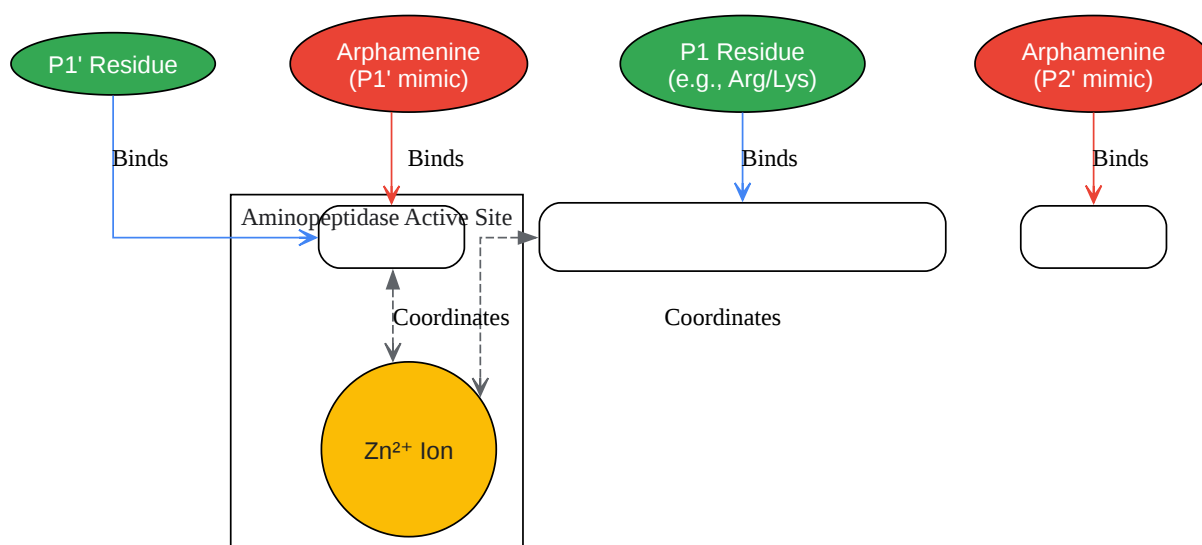 P1' Residue
Arphamenine
(P1' mimic)
P1 Residue
(e.g., Arg/Lys)
Arphamenine
(P2' mimic)
Binds
Binds
Binds
Binds
Aminopeptidase Active Site
Coordinates
Coordinates
Zn²⁺ Ion